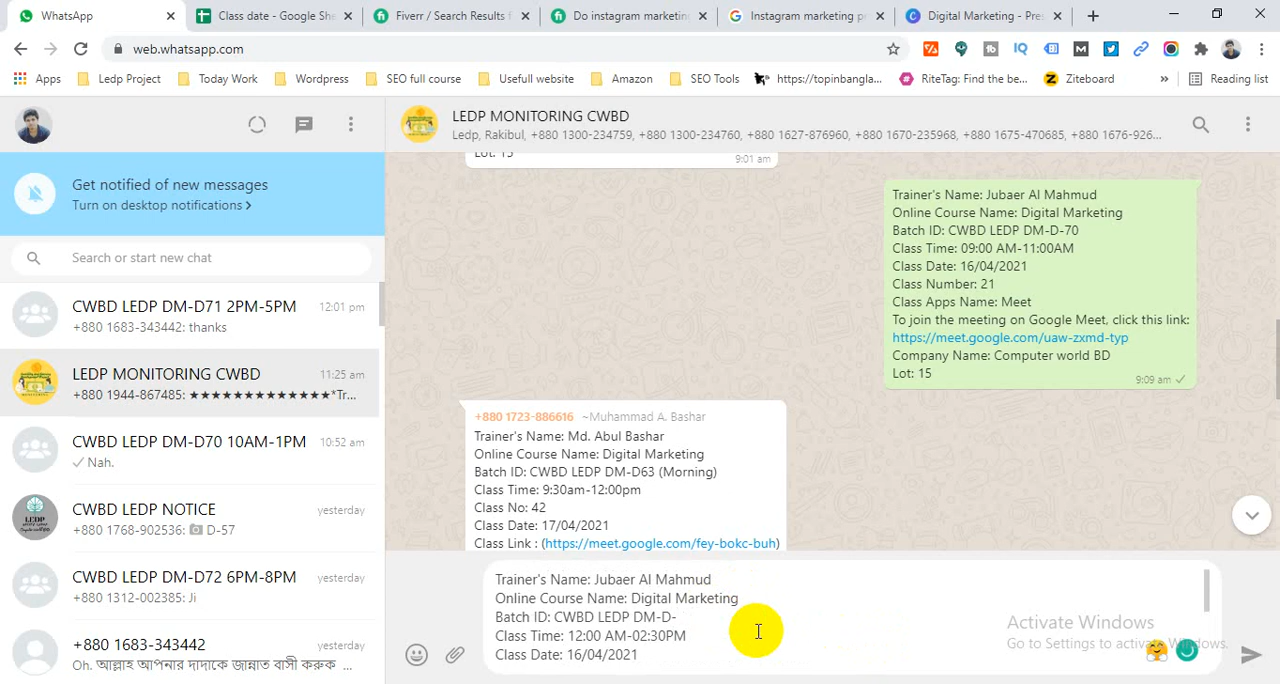 WhatsApp
Class date - Google She
Fiverr / Search Results f
Do instagram marketin
Instagram marketing p
Digital Marketing - Pres
web.whatsapp.com
Apps
Ledp Project
Today Work
Wordpress
SEO full course
Usefull website
Amazon
SEO Tools
https://topinbangla...
RiteTag: Find the be...
Ziteboard
»
Reading list
Get notified of new messages
Turn on desktop notifications >
Search or start new chat
CWBD LEDP DM-D71 2PM-5PM
12:01 pm
+880 1683-343442: thanks
LEDP MONITORING CWBD
11:25 am
+880 1944-867485: ★★★★★★★★★★★★★*Tr...
CWBD LEDP DM-D70 10AM-1PM
10:52 am
Nah.
CWBD LEDP NOTICE
yesterday
+880 1768-902536: D-57
CWBD LEDP DM-D72 6PM-8PM
yesterday
+880 1312-002385: Ji
+880 1683-343442
yesterday
Oh. আল্লাহ আপনার দাদাকে জান্নাত বাসী করুক ...
LEDP MONITORING CWBD
Ledp, Rakibul, +880 1300-234759, +880 1300-234760, +880 1627-876960, +880 1670-235968, +880 1675-470685, +880 1676-926...
Lot: 15
9:01 am
Trainer's Name: Jubaer Al Mahmud
Online Course Name: Digital Marketing
Batch ID: CWBD LEDP DM-D-70
Class Time: 09:00 AM-11:00AM
Class Date: 16/04/2021
Class Number: 21
Class Apps Name: Meet
To join the meeting on Google Meet, click this link:
https://meet.google.com/uaw-zxmd-typ
Company Name: Computer world BD
Lot: 15
9:09 am
+880 1723-886616 ~Muhammad A. Bashar
Trainer's Name: Md. Abul Bashar
Online Course Name: Digital Marketing
Batch ID: CWBD LEDP DM-D63 (Morning)
Class Time: 9:30am-12:00pm
Class No: 42
Class Date: 17/04/2021
Class Link : (https://meet.google.com/fey-bokc-buh)
Trainer's Name: Jubaer Al Mahmud
Online Course Name: Digital Marketing
Batch ID: CWBD LEDP DM-D-
Class Time: 12:00 AM-02:30PM
Class Date: 16/04/2021
Activate Windows
Go to Settings to activate Windows.